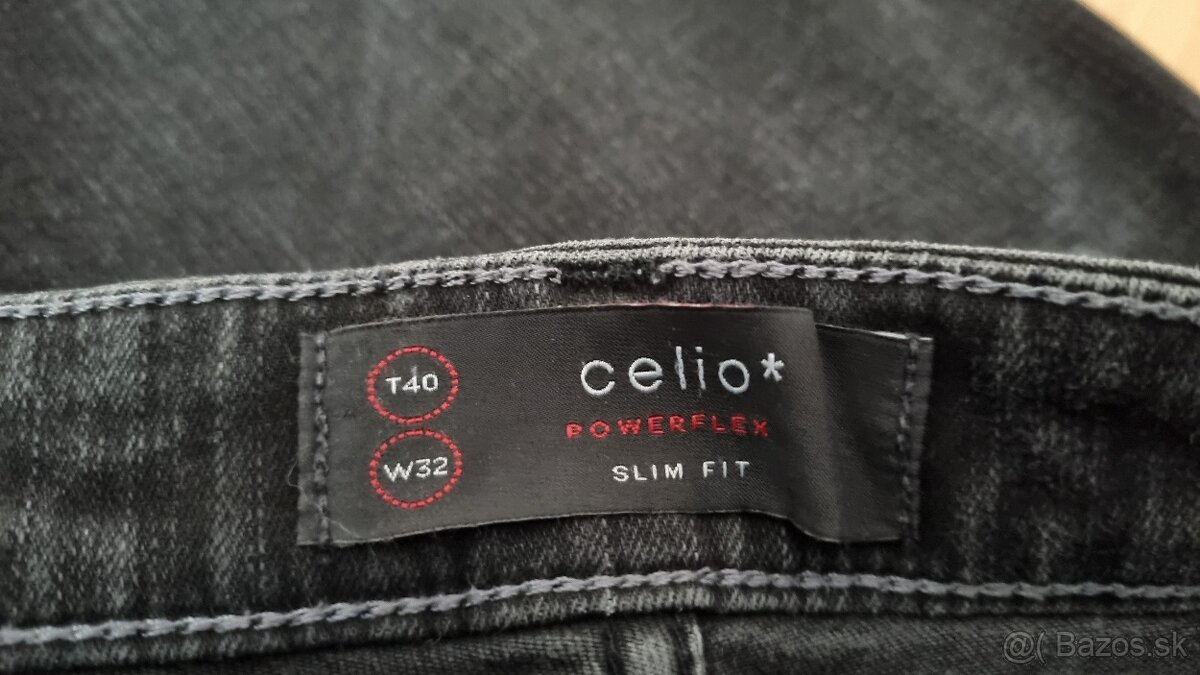 T40
W32
celio*
POWERFLEX
SLIM FIT
@( Bazos.sk